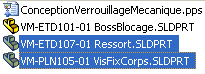 ConceptionVerrouillageMecanique.pps
VM-ETD101-01 BossBlocage.SLDPRT
VM-ETD107-01 Ressort.SLDPRT
VM-PLN105-01 VisFixCorps.SLDPRT